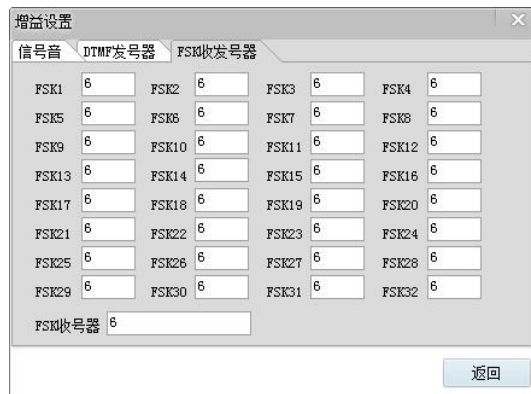 增益设置
信号音 DTMF发号器 FSK收发号器
FSK1 6 FSK2 6 FSK3 6 FSK4 6
FSK5 6 FSK6 6 FSK7 6 FSK8 6
FSK9 6 FSK10 6 FSK11 6 FSK12 6
FSK13 6 FSK14 6 FSK15 6 FSK16 6
FSK17 6 FSK18 6 FSK19 6 FSK20 6
FSK21 6 FSK22 6 FSK23 6 FSK24 6
FSK25 6 FSK26 6 FSK27 6 FSK28 6
FSK29 6 FSK30 6 FSK31 6 FSK32 6
FSK收号器 6
返回